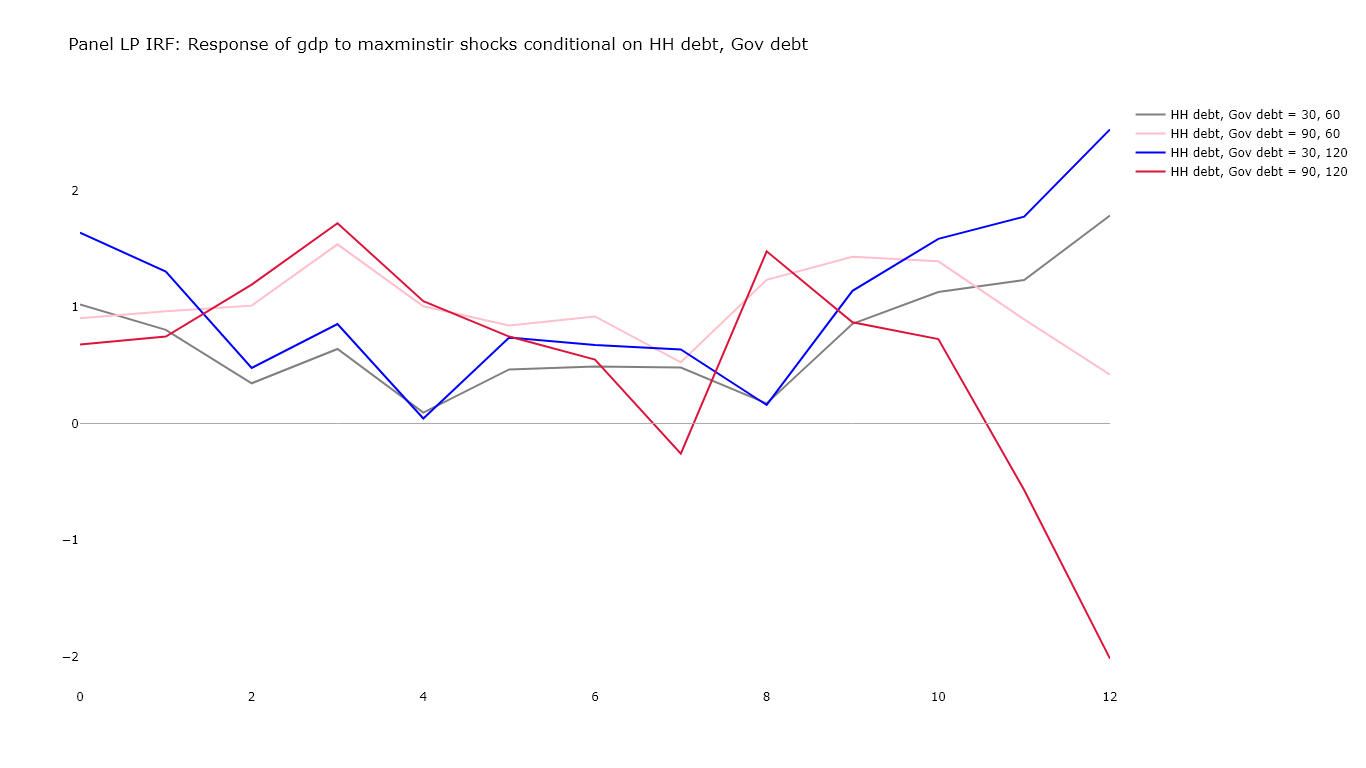 Panel LP IRF: Response of gdp to maxminstir shocks conditional on HH debt, Gov debt
HH debt, Gov debt = 30, 60
HH debt, Gov debt = 90, 60
HH debt, Gov debt = 30, 120
HH debt, Gov debt = 90, 120
2
1
0
−1
−2
0 2 4 6 8 10 12